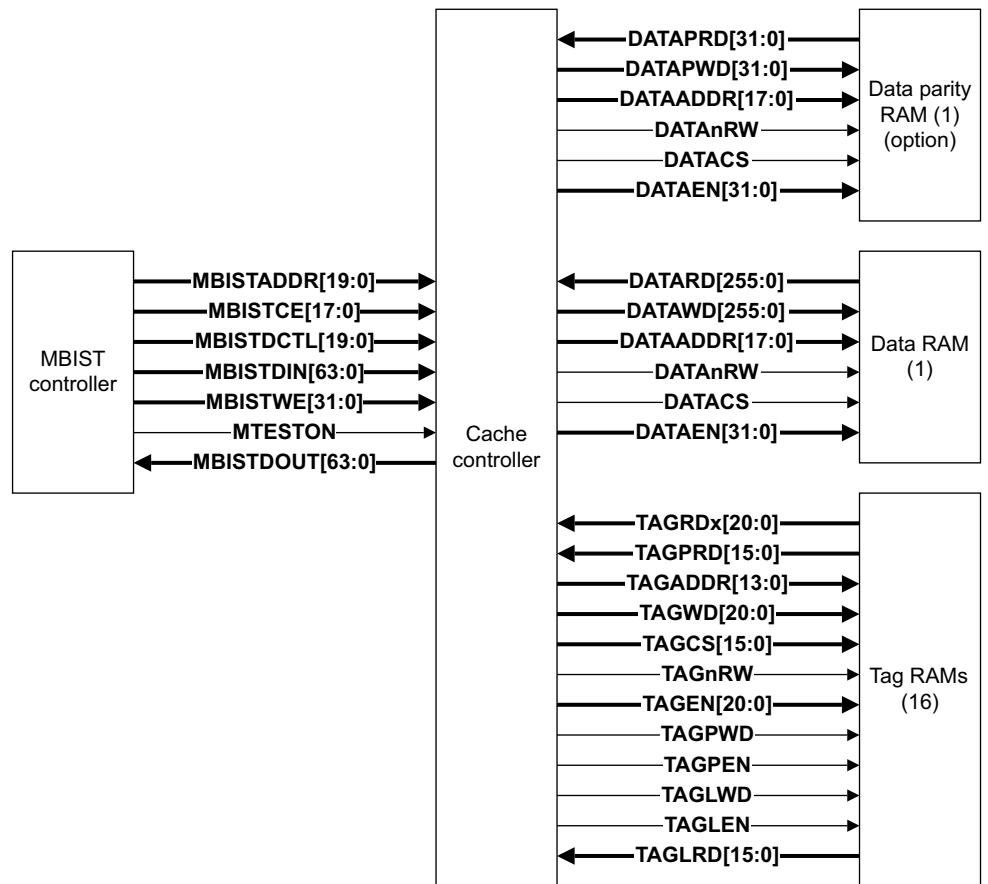 DATAPRD[31:0]
DATAPWD[31:0]
DATAADDR[17:0]
DATAnRW
DATACS
DATAEN[31:0]
Data parity
RAM (1)
(option)
MBIST
controller
MBISTADDR[19:0]
MBISTCE[17:0]
MBISTDCTL[19:0]
MBISTDIN[63:0]
MBISTWE[31:0]
MTESTON
MBISTDOUT[63:0]
Cache
controller
DATARD[255:0]
DATAWD[255:0]
DATAADDR[17:0]
DATAnRW
DATACS
DATAEN[31:0]
Data RAM
(1)
TAGRDx[20:0]
TAGPRD[15:0]
TAGADDR[13:0]
TAGWD[20:0]
TAGCS[15:0]
TAGnRW
TAGEN[20:0]
TAGPWD
TAGPEN
TAGLWD
TAGLEN
TAGLRD[15:0]
Tag RAMs
(16)